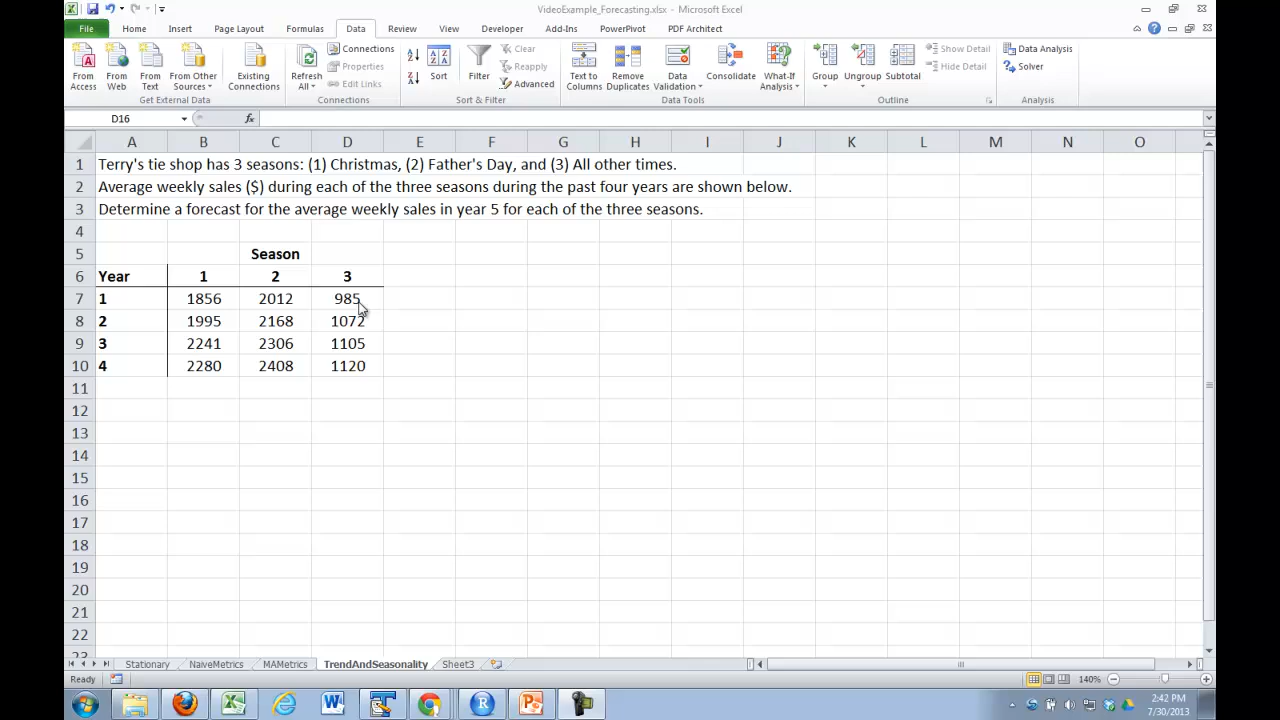 VideoExample_Forecasting.xlsx - Microsoft Excel
File Home Insert Page Layout Formulas Data Review View Developer Add-Ins PowerPivot PDF Architect
From Access From Web From Text From Other Sources Existing Connections Refresh All Connections Properties Edit Links Sort Filter Clear Reapply Advanced Text to Columns Remove Duplicates Data Validation Consolidate What-If Analysis Group Ungroup Subtotal Show Detail Hide Detail Data Analysis Solver
Get External Data Connections Sort & Filter Data Tools Outline Analysis
D16 fx
A B C D E F G H I J K L M N O
1 Terry's tie shop has 3 seasons: (1) Christmas, (2) Father's Day, and (3) All other times.
2 Average weekly sales ($) during each of the three seasons during the past four years are shown below.
3 Determine a forecast for the average weekly sales in year 5 for each of the three seasons.
4
5 Season
6 Year 1 2 3
7 1 1856 2012 985
8 2 1995 2168 1072
9 3 2241 2306 1105
10 4 2280 2408 1120
11
12
13
14
15
16
17
18
19
20
21
22
23
Stationary NaiveMetrics MAMetrics TrendAndSeasonality Sheet3
Ready 140%
2:42 PM
7/30/2013